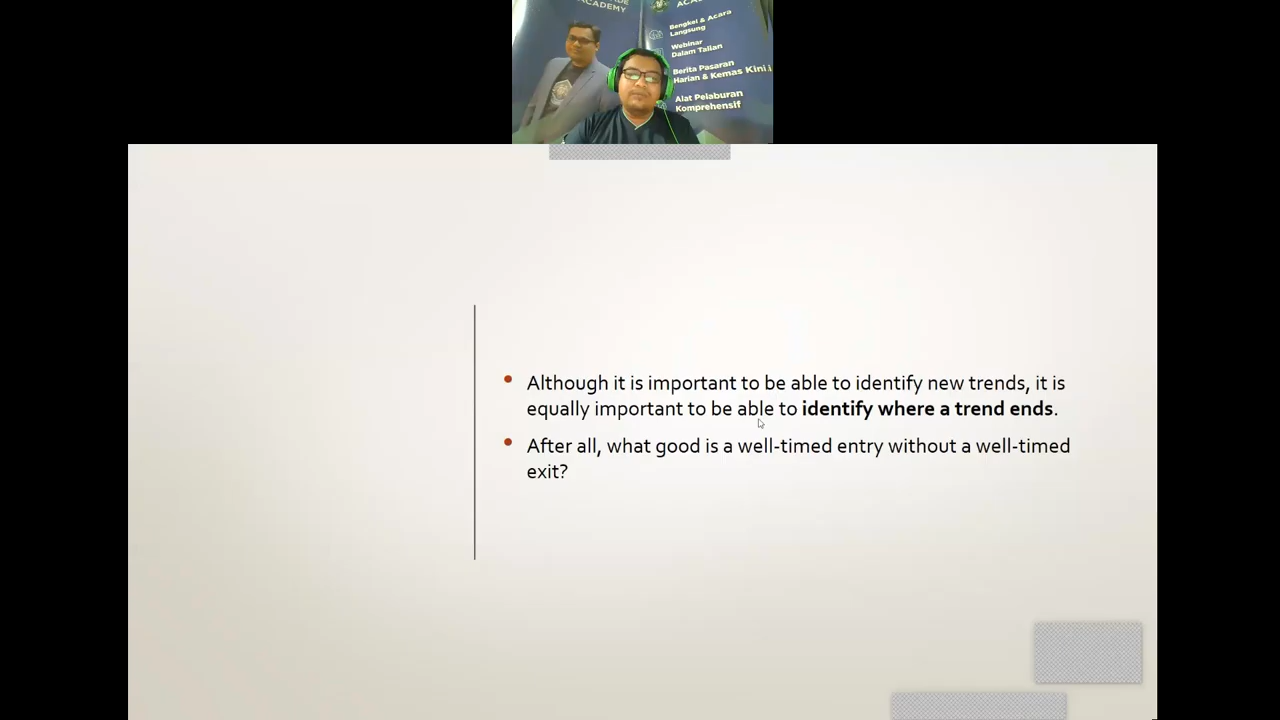 ACADEMY
Bengkel & Acara
Langsung
Webinar
Dalam Talian
Berita Pasaran
Harian & Kemas Kini
Alat Pelaburan
Komprehensif
• Although it is important to be able to identify new trends, it is
equally important to be able to identify where a trend ends.
• After all, what good is a well-timed entry without a well-timed
exit?